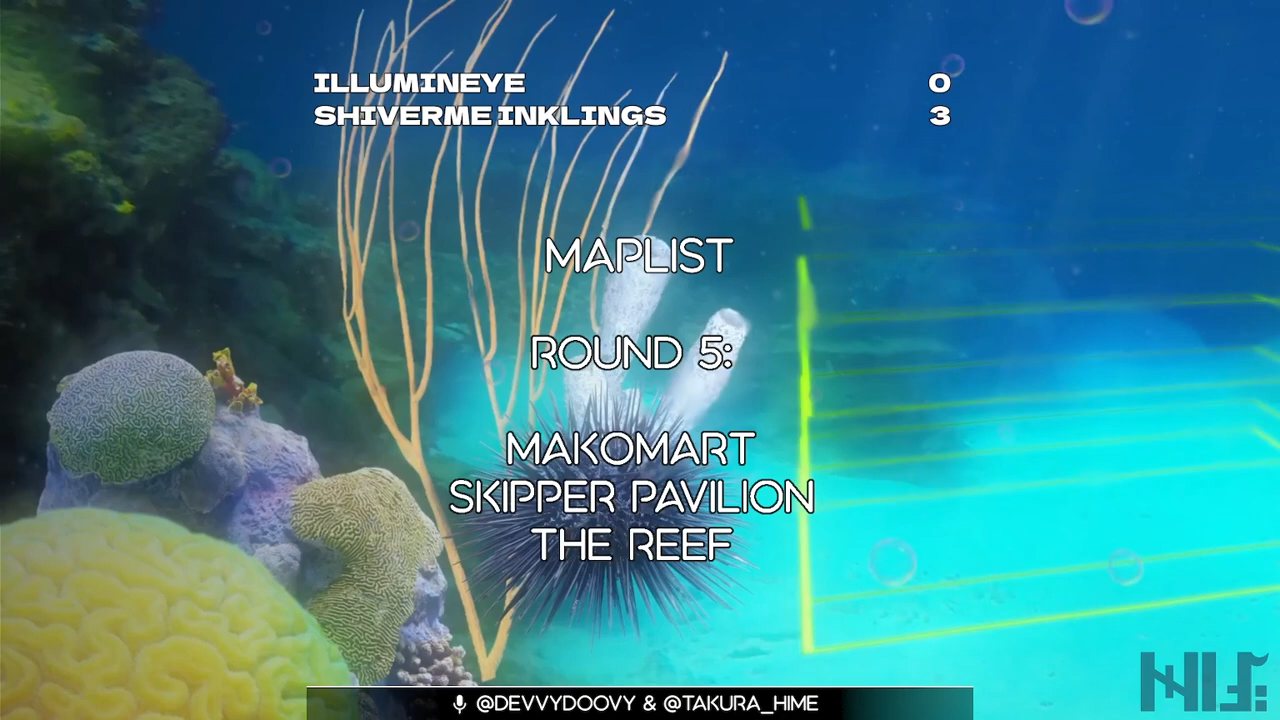 ILLUMINEYE 0
SHIVERME INKLINGS 3
MAPLIST
ROUND 5:
MAKOMART
SKIPPER PAVILION
THE REEF
@DEVVYDOOVY & @TAKURA_HIME